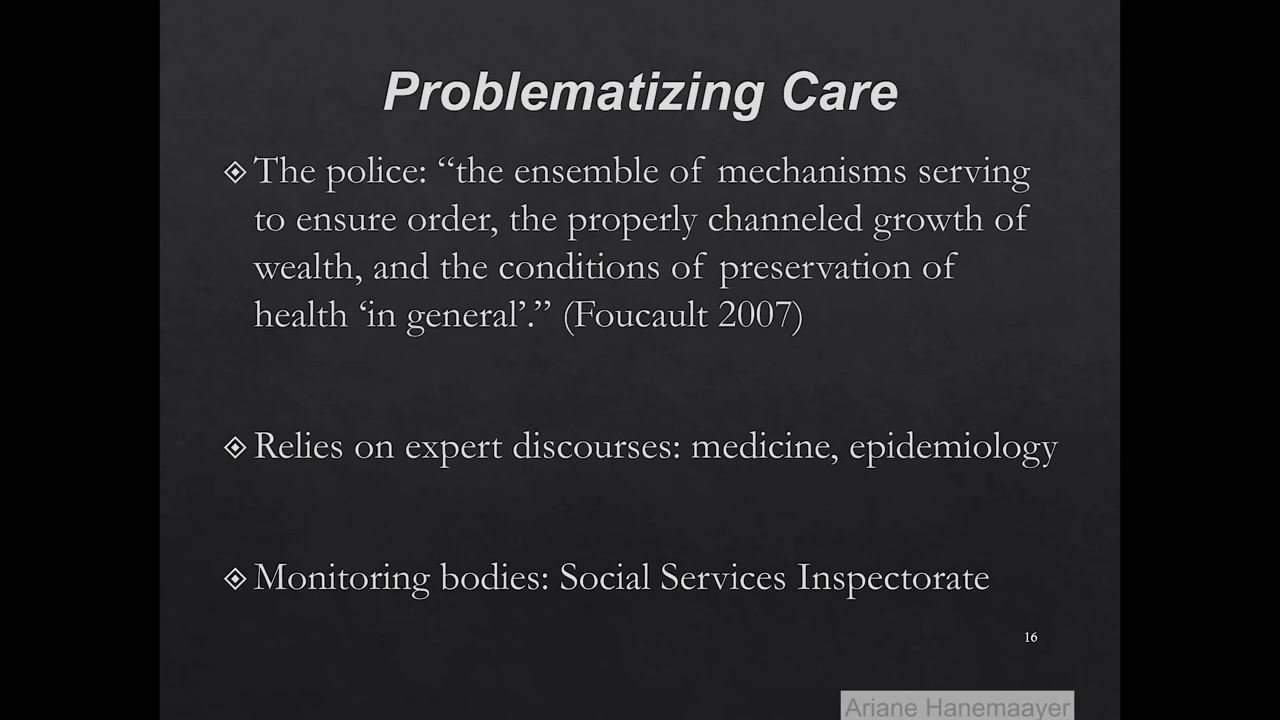 Problematizing Care
The police: “the ensemble of mechanisms serving
to ensure order, the properly channeled growth of
wealth, and the conditions of preservation of
health ‘in general’.” (Foucault 2007)
Relies on expert discourses: medicine, epidemiology
Monitoring bodies: Social Services Inspectorate
16
Ariane Hanemaayer